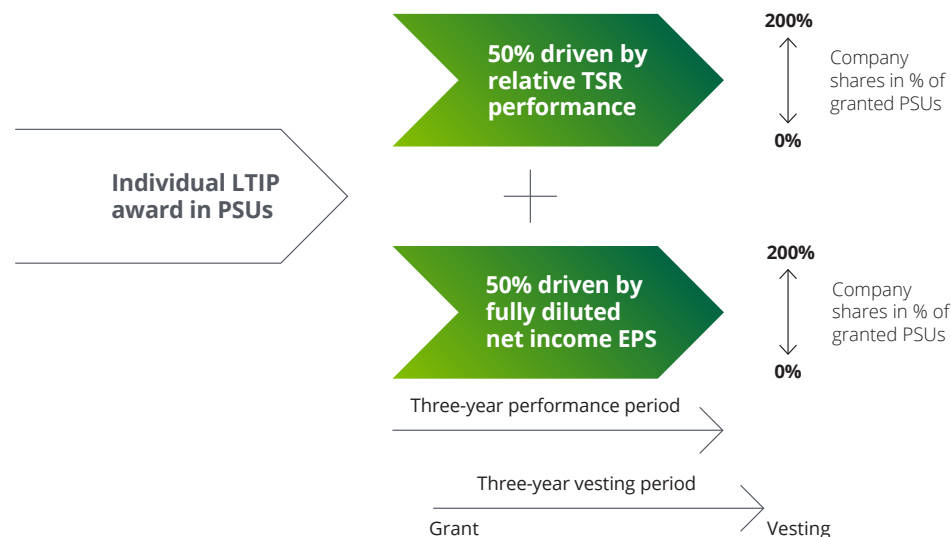 Individual LTIP
award in PSUs
50% driven by
relative TSR
performance
200%
0%
Company
shares in % of
granted PSUs
50% driven by
fully diluted
net income EPS
200%
0%
Company
shares in % of
granted PSUs
Three-year performance period
Three-year vesting period
Grant
Vesting